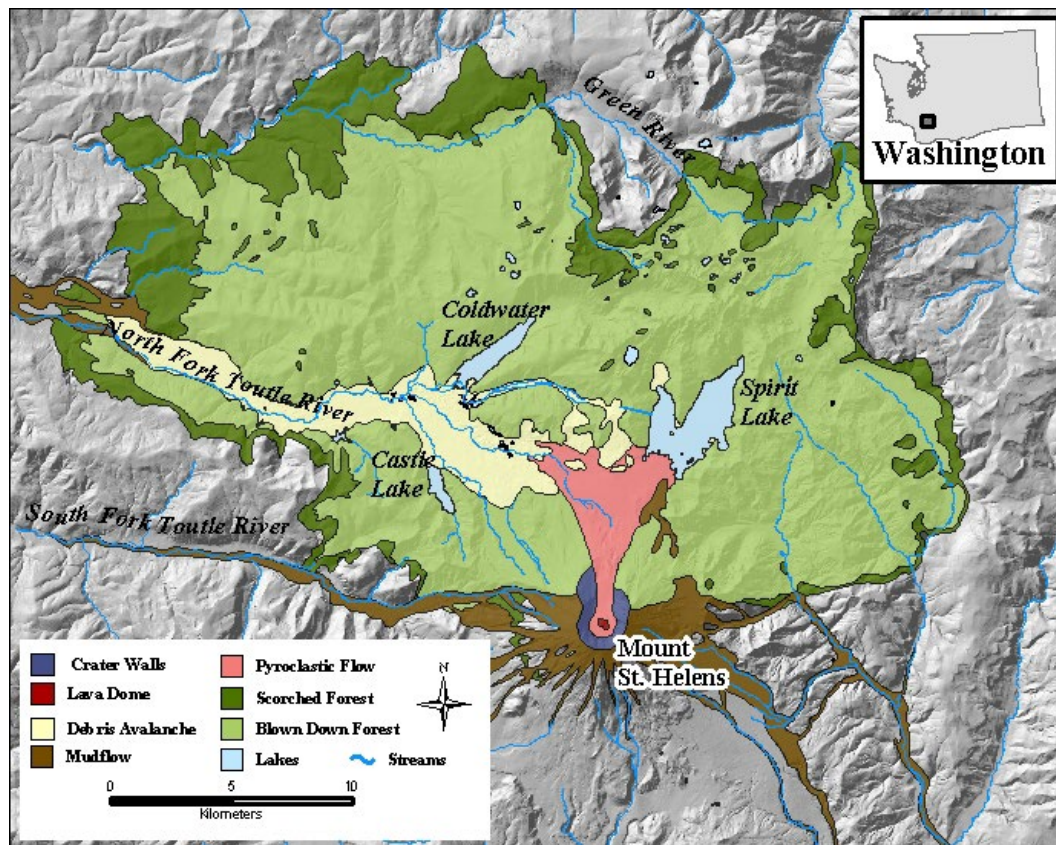 Green River
Washington
Coldwater
Lake
North Fork Toutle River
Spirit
Lake
Castle
Lake
South Fork Toutle River
Mount
St. Helens
Crater Walls
Pyroclastic Flow
N
Lava Dome
Scorched Forest
Debris Avalanche
Blown Down Forest
Mudflow
Lakes
Streams
0 5 10
Kilometers